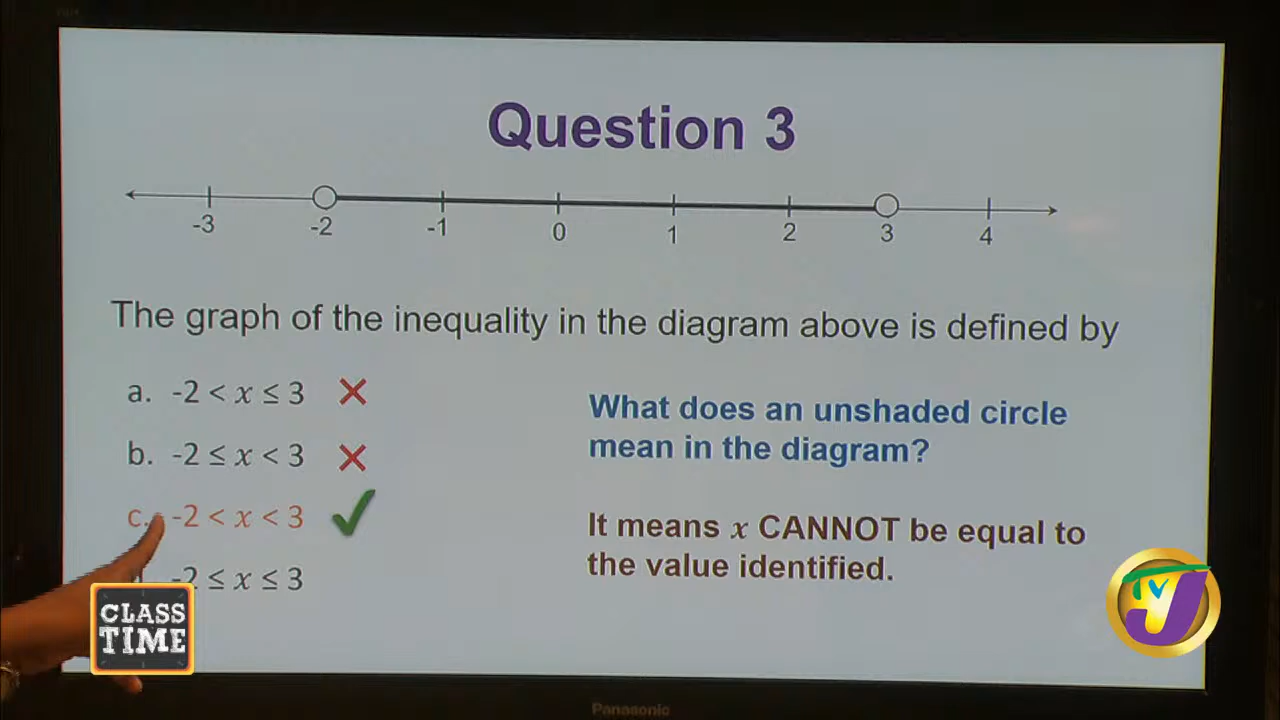 Question 3
-3 -2 -1 0 1 2 3 4
The graph of the inequality in the diagram above is defined by
a. -2 < x ≤ 3
b. -2 ≤ x < 3
c. -2 < x < 3
-2 ≤ x ≤ 3
What does an unshaded circle
mean in the diagram?
It means x CANNOT be equal to
the value identified.
CLASS
TIME
TVJ
Panasonic